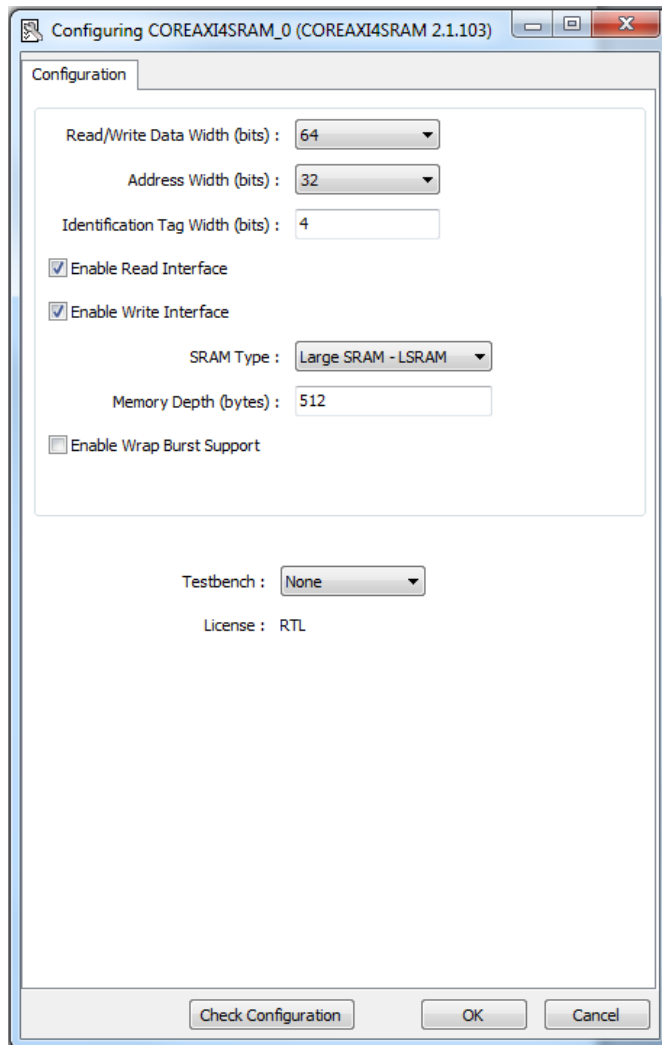 Configuring COREAXI4SRAM_0 (COREAXI4SRAM 2.1.103)
Configuration
Read/Write Data Width (bits) : 64
Address Width (bits) : 32
Identification Tag Width (bits) : 4
Enable Read Interface
Enable Write Interface
SRAM Type : Large SRAM - LSRAM
Memory Depth (bytes) : 512
Enable Wrap Burst Support
Testbench : None
License : RTL
Check Configuration OK Cancel